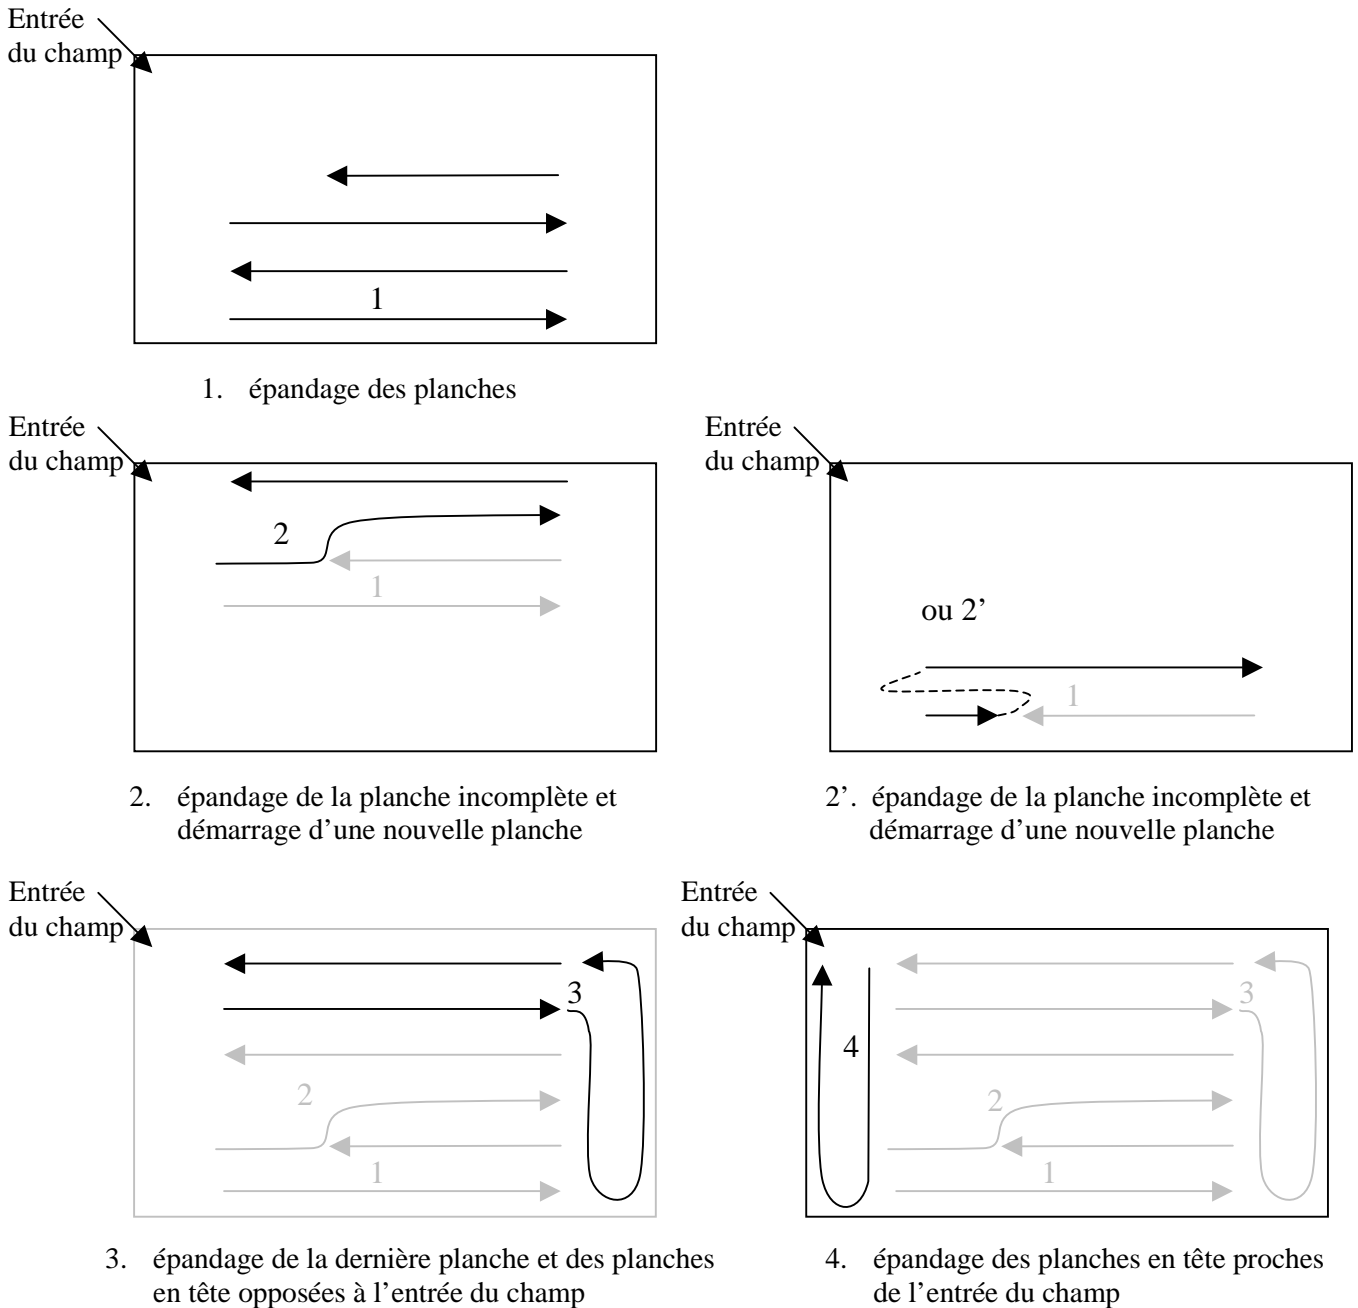 Entrée
du champ
1
1. épandage des planches
Entrée
du champ
2
1
2. épandage de la planche incomplète et
démarrage d’une nouvelle planche
Entrée
du champ
ou 2’
1
2’. épandage de la planche incomplète et
démarrage d’une nouvelle planche
Entrée
du champ
3
2
1
3. épandage de la dernière planche et des planches
en tête opposées à l’entrée du champ
Entrée
du champ
3
4
2
1
4. épandage des planches en tête proches
de l’entrée du champ